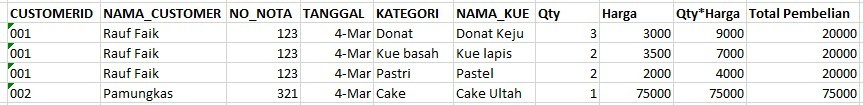 CUSTOMERID NAMA_CUSTOMER NO_NOTA TANGGAL KATEGORI NAMA_KUE Qty Harga Qty*Harga Total Pembelian
001 Rauf Faik 123 4-Mar Donat Donat Keju 3 3000 9000 20000
001 Rauf Faik 123 4-Mar Kue basah Kue lapis 2 3500 7000 20000
001 Rauf Faik 123 4-Mar Pastri Pastel 2 2000 4000 20000
002 Pamungkas 321 4-Mar Cake Cake Ultah 1 75000 75000 75000